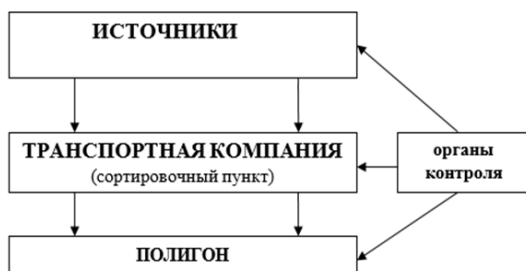 ИСТОЧНИКИ
ТРАНСПОРТНАЯ КОМПАНИЯ
(сортировочный пункт)
органы
контроля
ПОЛИГОН